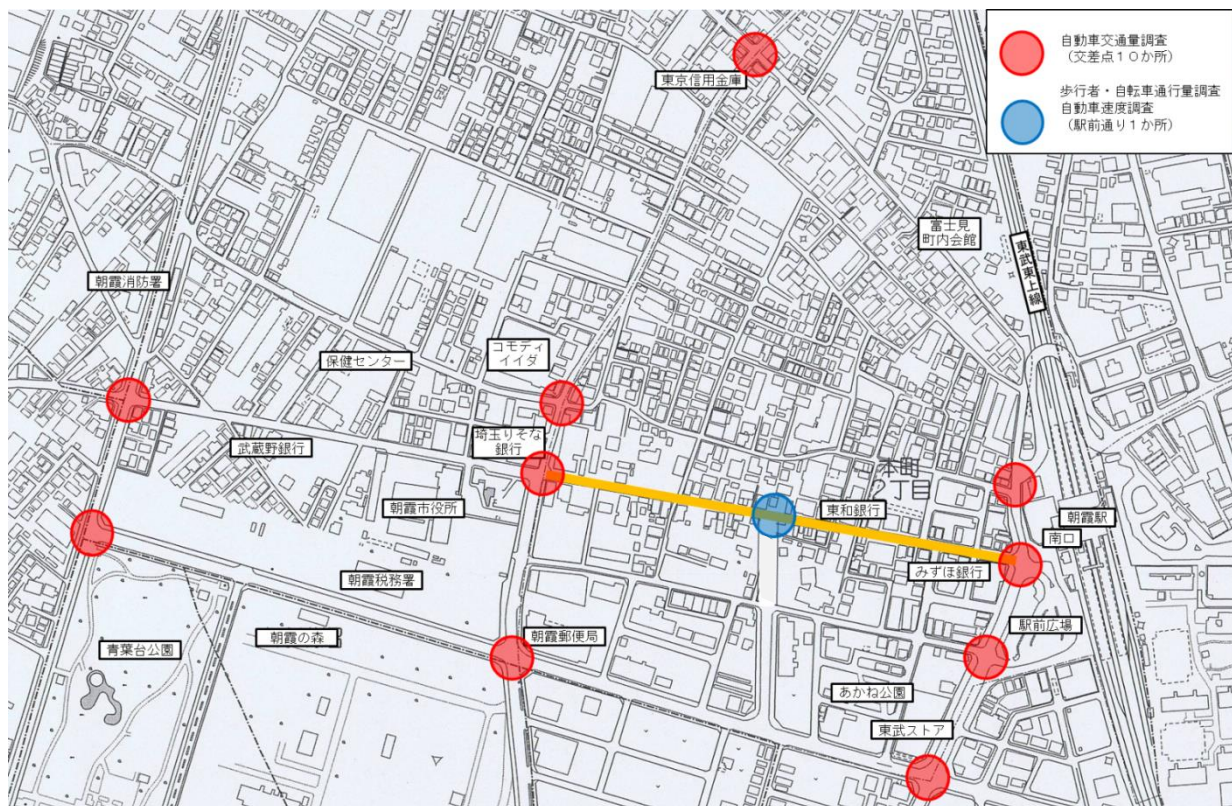 自動車交通量調査
(交差点10か所)
歩行者・自転車通行量調査
自動車速度調査
(駅前通り1か所)
東京信用金庫
富士見
町内会館
東武東上線
朝霞消防署
コモディ
イイダ
保健センター
埼玉りそな
銀行
武蔵野銀行
本町
2丁目
朝霞市役所
東和銀行
朝霞駅
南口
みずほ銀行
朝霞税務署
駅前広場
朝霞の森
朝霞郵便局
青葉台公園
あかね公園
東武ストア